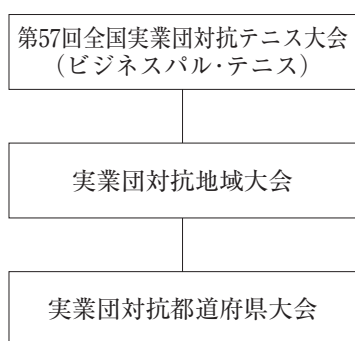 第57回全国実業団対抗テニス大会
（ビジネスパル・テニス）
実業団対抗地域大会
実業団対抗都道府県大会